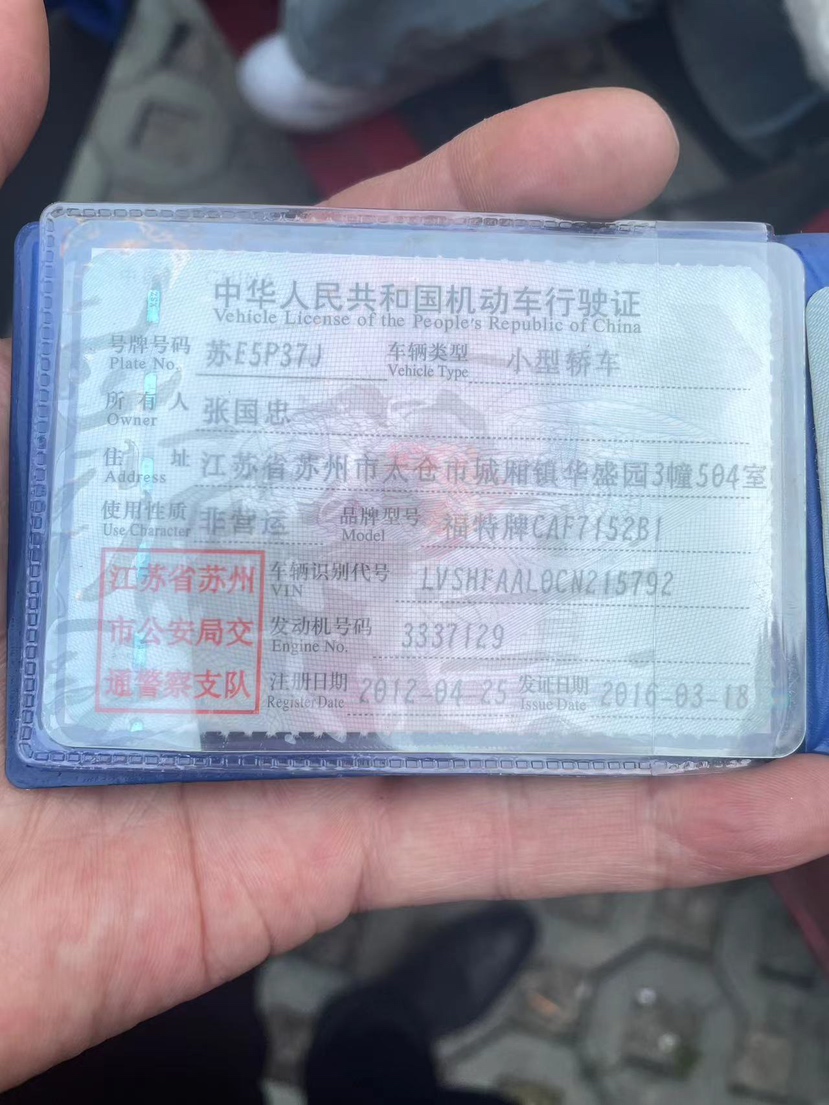 中华人民共和国机动车行驶证
Vehicle License of the People's Republic of China
号牌号码 苏E5P37J 车辆类型 小型轿车
Plate No. Vehicle Type
所有人 张国忠
Owner
住址 江苏省苏州市太仓市城厢镇华盛园3幢504室
Address
使用性质 非营运 品牌型号 福特牌CAF7152B1
Use Character Model
江苏省苏州 车辆识别代号 LVSHFAAL0CN215792
VIN
市公安局交 发动机号码 3337129
Engine No.
通警察支队 注册日期 2012-04-25 发证日期 2016-03-18
Register Date Issue Date